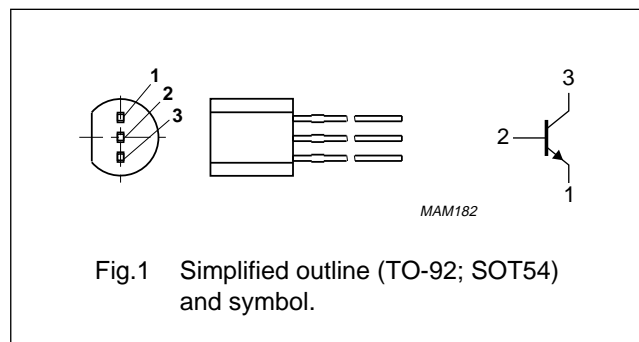 1
2
3
3
2
1
MAM182
Fig.1 Simplified outline (TO-92; SOT54)
and symbol.